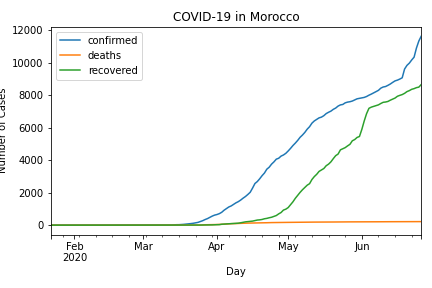 COVID-19 in Morocco
12000
10000
8000
6000
4000
2000
0
Number of Cases
confirmed
deaths
recovered
Feb
2020
Mar
Apr
May
Jun
Day